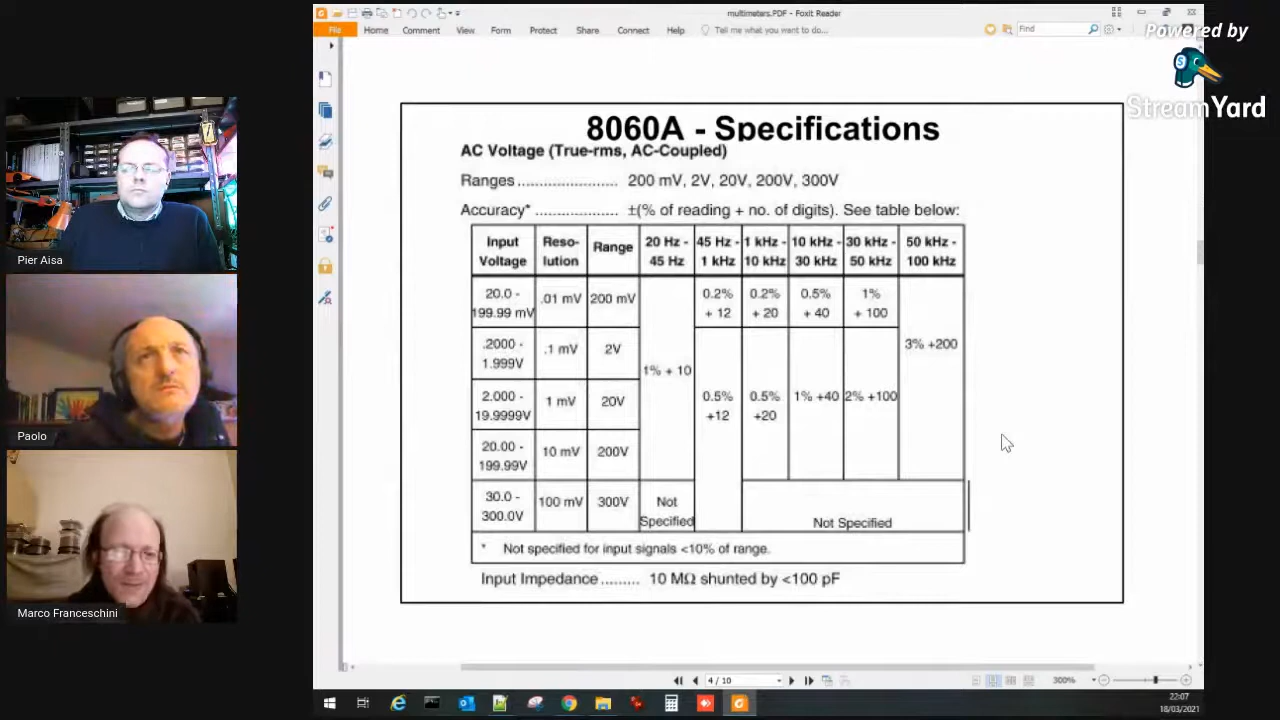 multimeters.PDF - Foxit Reader
File Home Comment View Form Protect Share Connect Help Tell me what you want to do... Find
Powered by
StreamYard
Pier Aisa
Paolo
Marco Franceschini
8060A - Specifications
AC Voltage (True-rms, AC-Coupled)
Ranges ...................... 200 mV, 2V, 20V, 200V, 300V
Accuracy* .................. ±(% of reading + no. of digits). See table below:
Input Voltage Reso-lution Range 20 Hz - 45 Hz 45 Hz - 1 kHz 1 kHz - 10 kHz 10 kHz - 30 kHz 30 kHz - 50 kHz 50 kHz - 100 kHz
20.0 - 199.99 mV .01 mV 200 mV 0.2% + 12 0.2% + 20 0.5% + 40 1% + 100
.2000 - 1.999V .1 mV 2V 3% +200
1% + 10
2.000 - 19.9999V 1 mV 20V 0.5% +12 0.5% +20 1% +40 2% +100
20.00 - 199.99V 10 mV 200V
30.0 - 300.0V 100 mV 300V Not Specified Not Specified
* Not specified for input signals <10% of range.
Input Impedance ......... 10 MΩ shunted by <100 pF
4 / 10
300%
22:07
18/03/2021